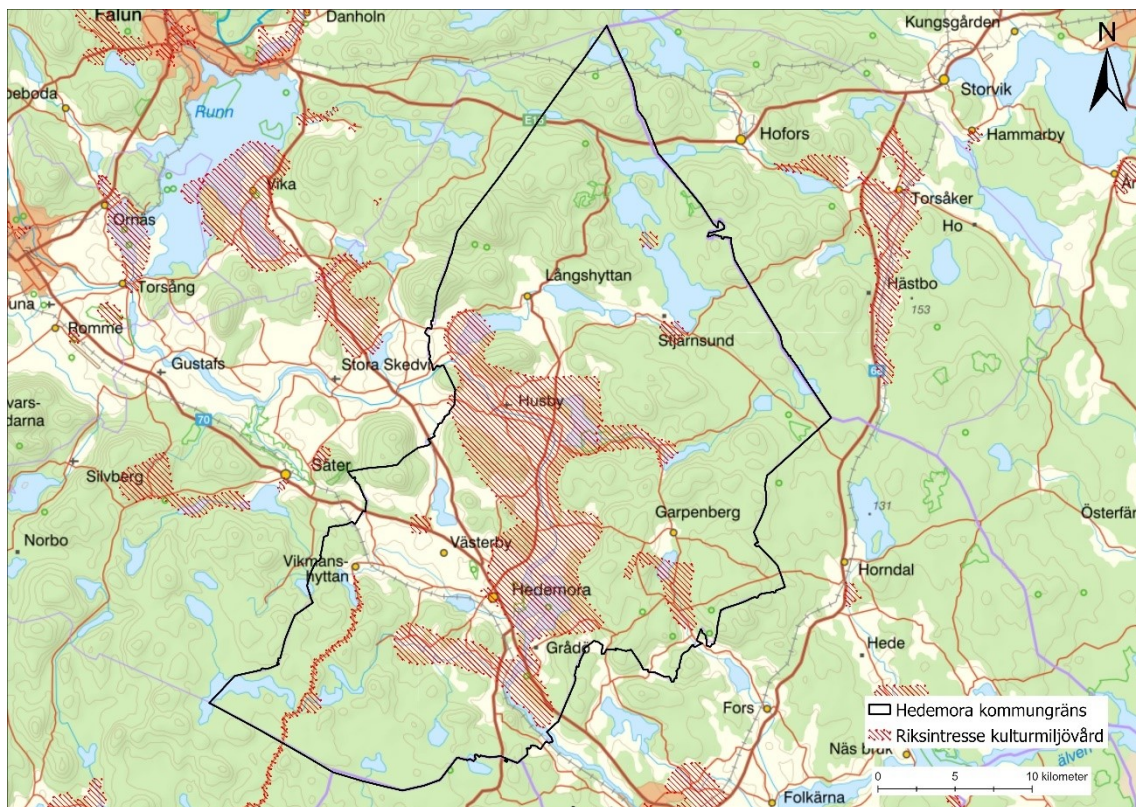 Falun
Danholn
Kungsgården
N
Storvik
Runn
Hofors
Hammarby
Vika
Torsåker
Ornäs
Ho
Långshyttan
Torsång
Hästbo
153
Romme
Stjärnsund
Gustafs
Stora Skedvi
68
Husby
70
Säter
Silvberg
Garpenberg
131
Norbo
Västerby
Vikmans-
hyttan
Horndal
Hedemora
Grådö
Hede
Fors
Hedemora kommungräns
Riksintresse kulturmiljövård
Näs bruk
älven
0 5 10 kilometer
Folkärna